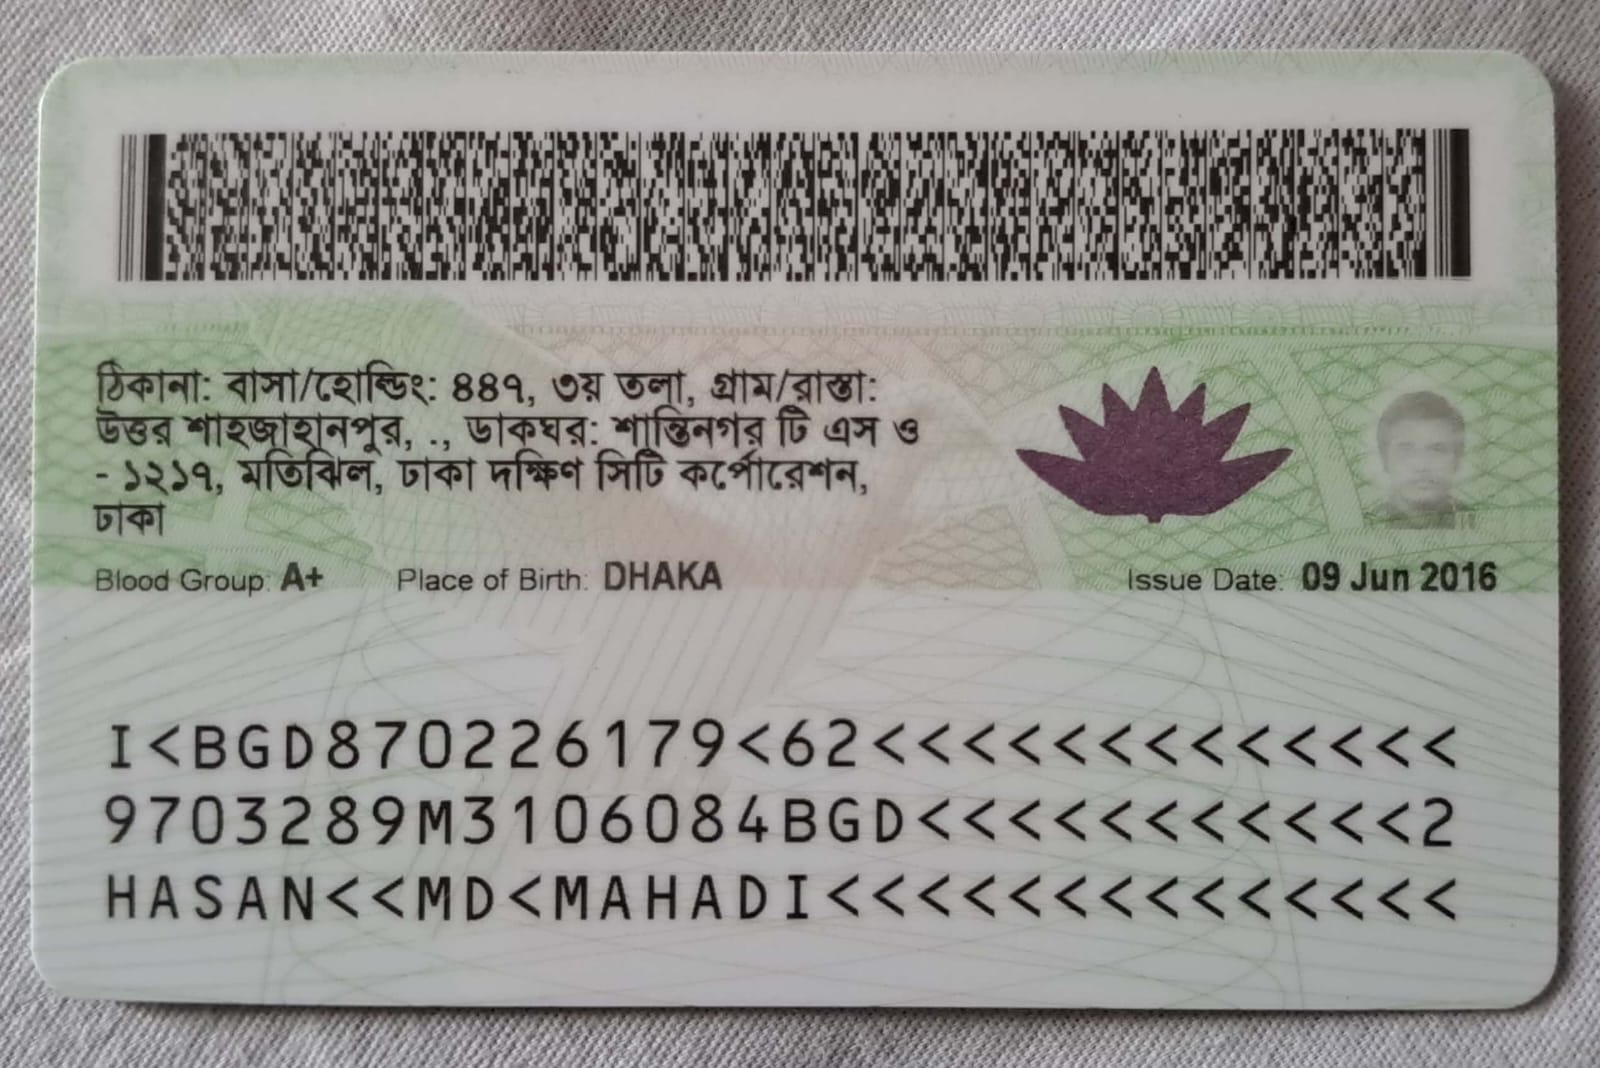 ঠিকানা: বাসা/হোল্ডিং: ৪৪৭, ৩য় তলা, গ্রাম/রাস্তা:
উত্তর শাহজাহানপুর, ., ডাকঘর: শান্তিনগর টি এস ও
- ১২১৭, মতিঝিল, ঢাকা দক্ষিণ সিটি কর্পোরেশন,
ঢাকা
Blood Group: A+ Place of Birth: DHAKA Issue Date: 09 Jun 2016
I<BGD870226179<62<<<<<<<<<<<<<
9703289M3106084BGD<<<<<<<<<<<2
HASAN<<MD<MAHADI<<<<<<<<<<<<<<